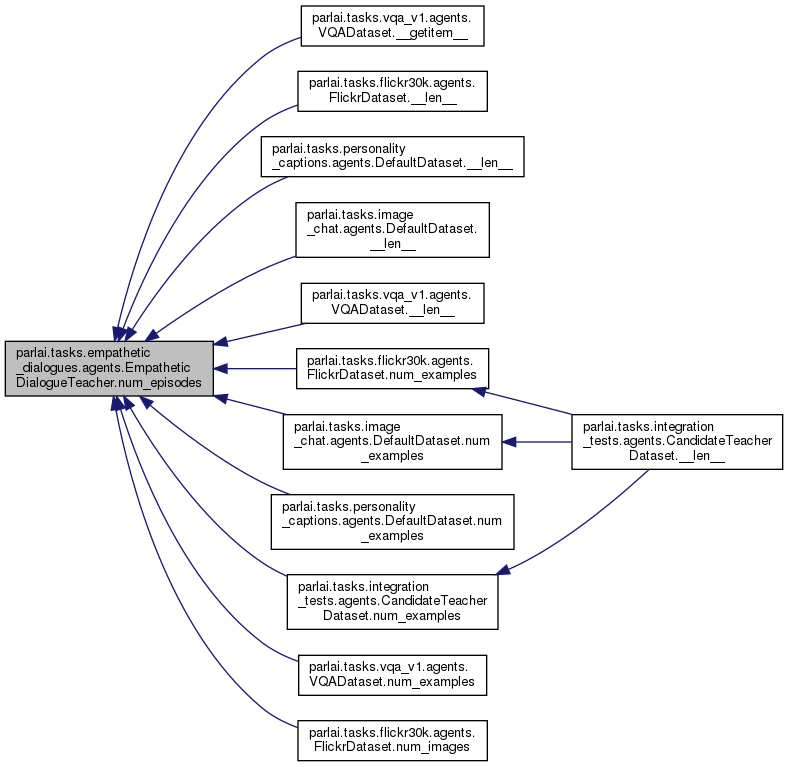 parlai.tasks.vqa_v1.agents.
VQADataset.__getitem__
parlai.tasks.flickr30k.agents.
FlickrDataset.__len__
parlai.tasks.personality
_captions.agents.DefaultDataset.__len__
parlai.tasks.image
_chat.agents.DefaultDataset.
__len__
parlai.tasks.vqa_v1.agents.
VQADataset.__len__
parlai.tasks.empathetic
_dialogues.agents.Empathetic
DialogueTeacher.num_episodes
parlai.tasks.flickr30k.agents.
FlickrDataset.num_examples
parlai.tasks.image
_chat.agents.DefaultDataset.num
_examples
parlai.tasks.integration
_tests.agents.CandidateTeacher
Dataset.__len__
parlai.tasks.personality
_captions.agents.DefaultDataset.num
_examples
parlai.tasks.integration
_tests.agents.CandidateTeacher
Dataset.num_examples
parlai.tasks.vqa_v1.agents.
VQADataset.num_examples
parlai.tasks.flickr30k.agents.
FlickrDataset.num_images